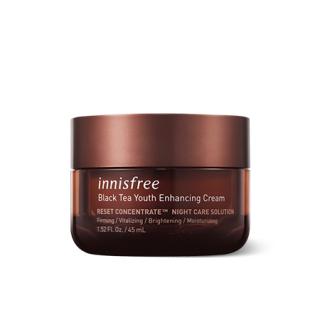 innisfree
Black Tea Youth Enhancing Cream
RESET CONCENTRATE™ NIGHT CARE SOLUTION
Firming / Vitalizing / Brightening / Moisturizing
1.52 Fl. Oz. / 45 mL